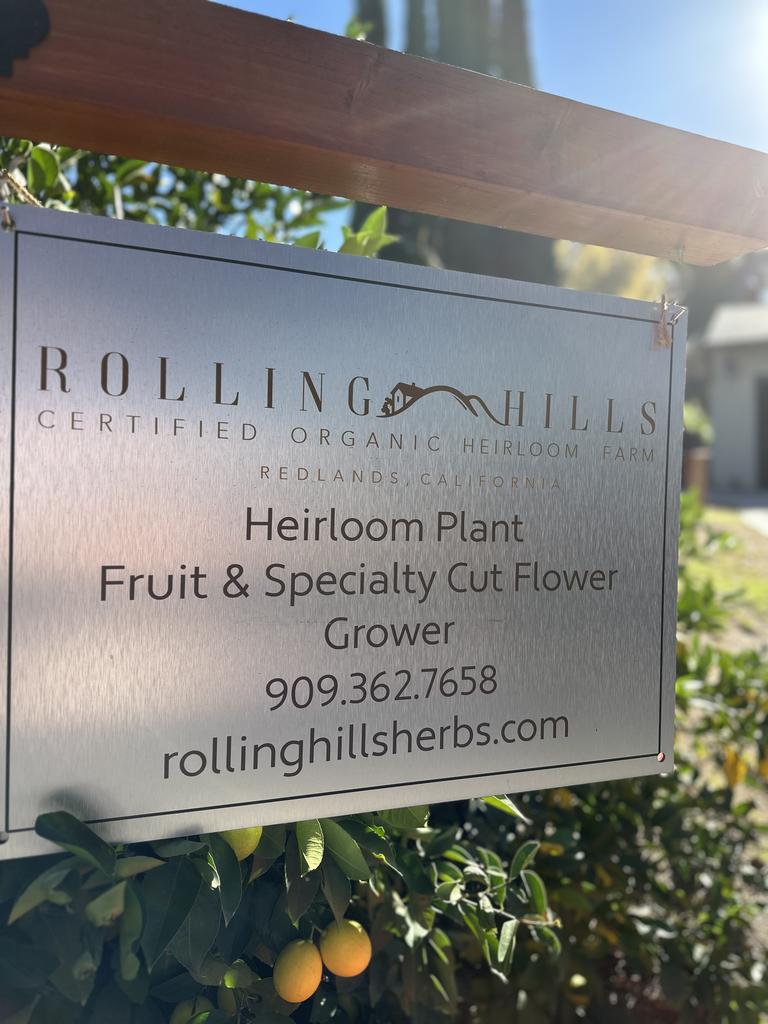 ROLLING HILLS
CERTIFIED ORGANIC HEIRLOOM FARM
REDLANDS, CALIFORNIA
Heirloom Plant
Fruit & Specialty Cut Flower
Grower
909.362.7658
rollinghillsherbs.com